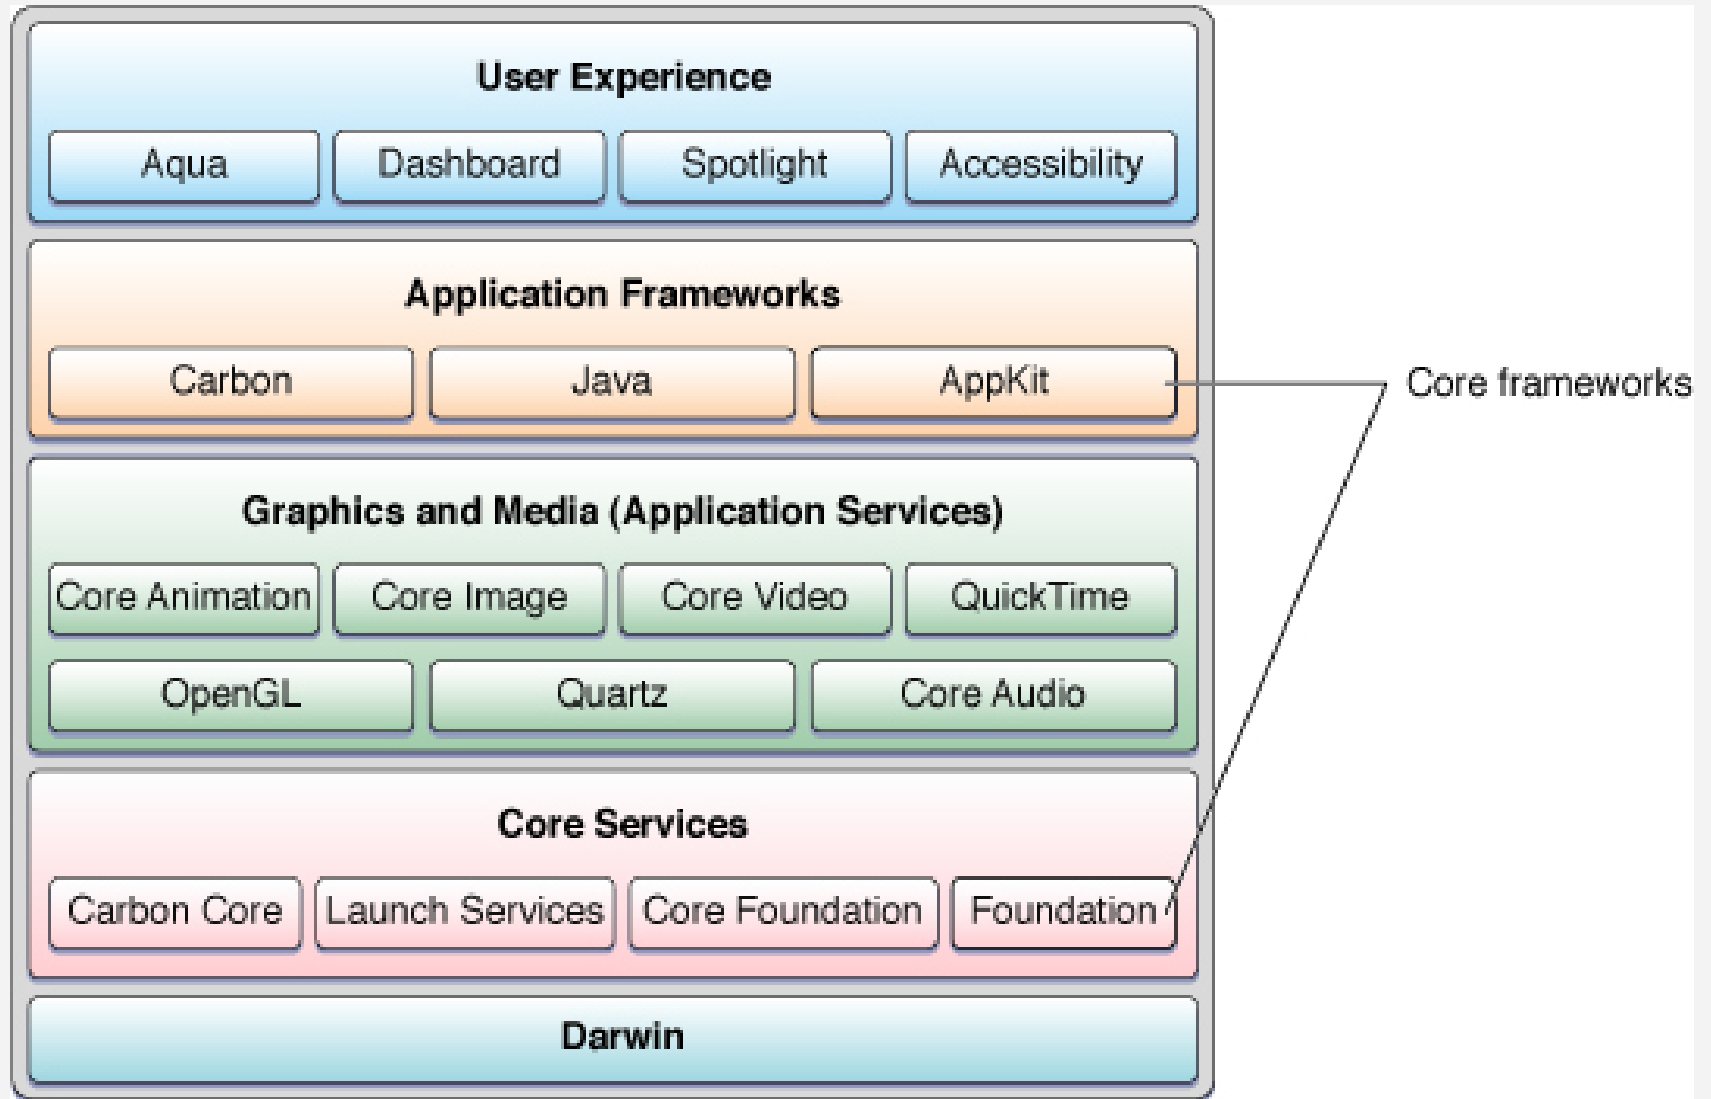 User Experience
Aqua Dashboard Spotlight Accessibility
Application Frameworks
Carbon Java AppKit
Core frameworks
Graphics and Media (Application Services)
Core Animation Core Image Core Video QuickTime
OpenGL Quartz Core Audio
Core Services
Carbon Core Launch Services Core Foundation Foundation
Darwin